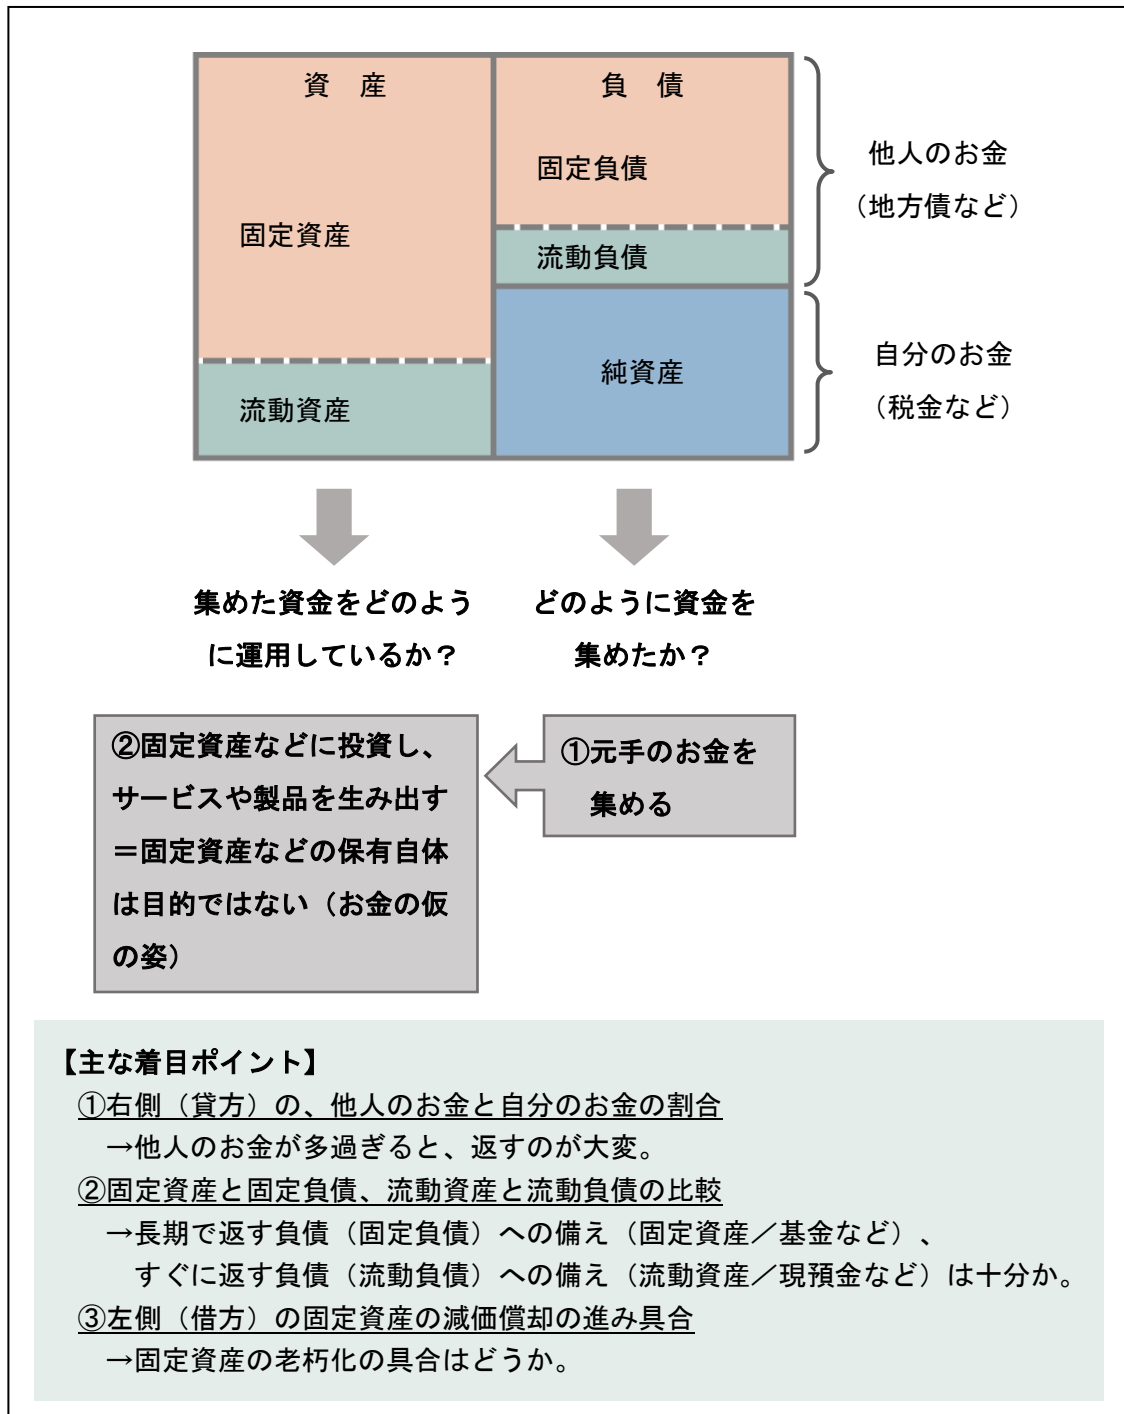 資　産
負　債
固定負債
他人のお金
（地方債など）
固定資産
流動負債
純資産
自分のお金
（税金など）
流動資産
集めた資金をどのよう
に運用しているか？
どのように資金を
集めたか？
②固定資産などに投資し、
サービスや製品を生み出す
＝固定資産などの保有自体
は目的ではない（お金の仮
の姿）
①元手のお金を
集める
【主な着目ポイント】
①右側（貸方）の、他人のお金と自分のお金の割合
→他人のお金が多過ぎると、返すのが大変。
②固定資産と固定負債、流動資産と流動負債の比較
→長期で返す負債（固定負債）への備え（固定資産／基金など）、
すぐに返す負債（流動負債）への備え（流動資産／現預金など）は十分か。
③左側（借方）の固定資産の減価償却の進み具合
→固定資産の老朽化の具合はどうか。